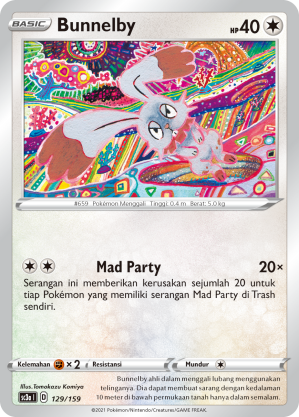 BASIC Bunnelby HP40
#659 Pokémon Menggali Tinggi: 0.4 m Berat: 5.0 kg
Mad Party 20×
Serangan ini memberikan kerusakan sejumlah 20 untuk
tiap Pokémon yang memiliki serangan Mad Party di Trash
sendiri.
Kelemahan ×2 Resistansi Mundur
Illus. Tomokazu Komiya
Bunnelby ahli dalam menggali lubang menggunakan
telinganya. Sarang dapat diselesaikan dengan kedalaman
10 meter di bawah permukaan tanah hanya dalam semalam.
sc3a I D 129/159
©2021 Pokémon/Nintendo/Creatures/GAME FREAK.